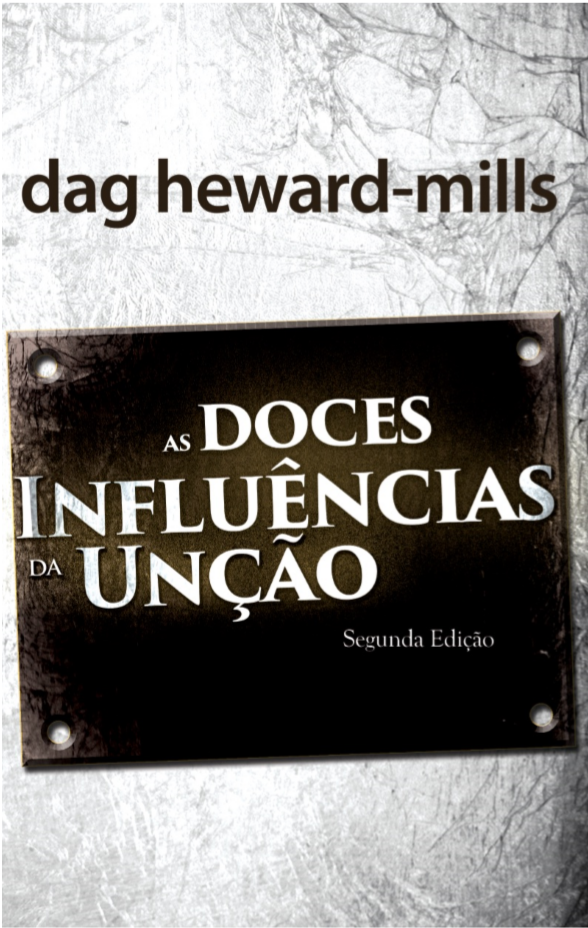 dag heward-mills
AS DOCES
INFLUÊNCIAS
DA UNÇÃO
Segunda Edição